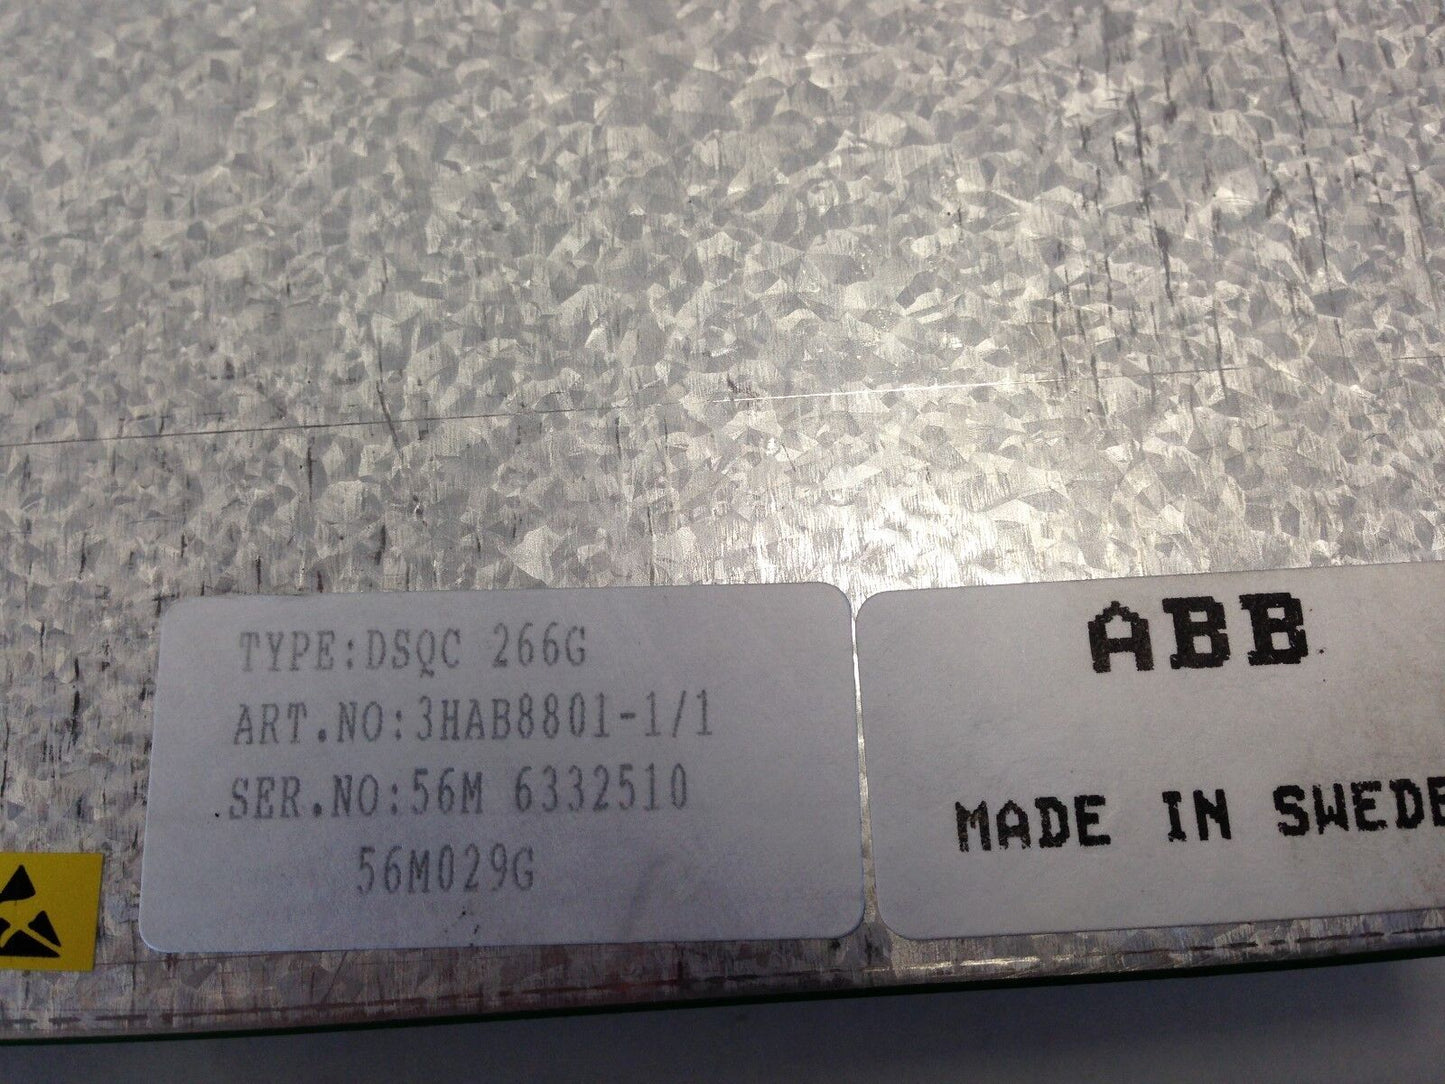 TYPE:DSQC 266G
ART.NO:3HAB8801-1/1
SER.NO:56M 6332510
56M029G
ABB
MADE IN SWEDE